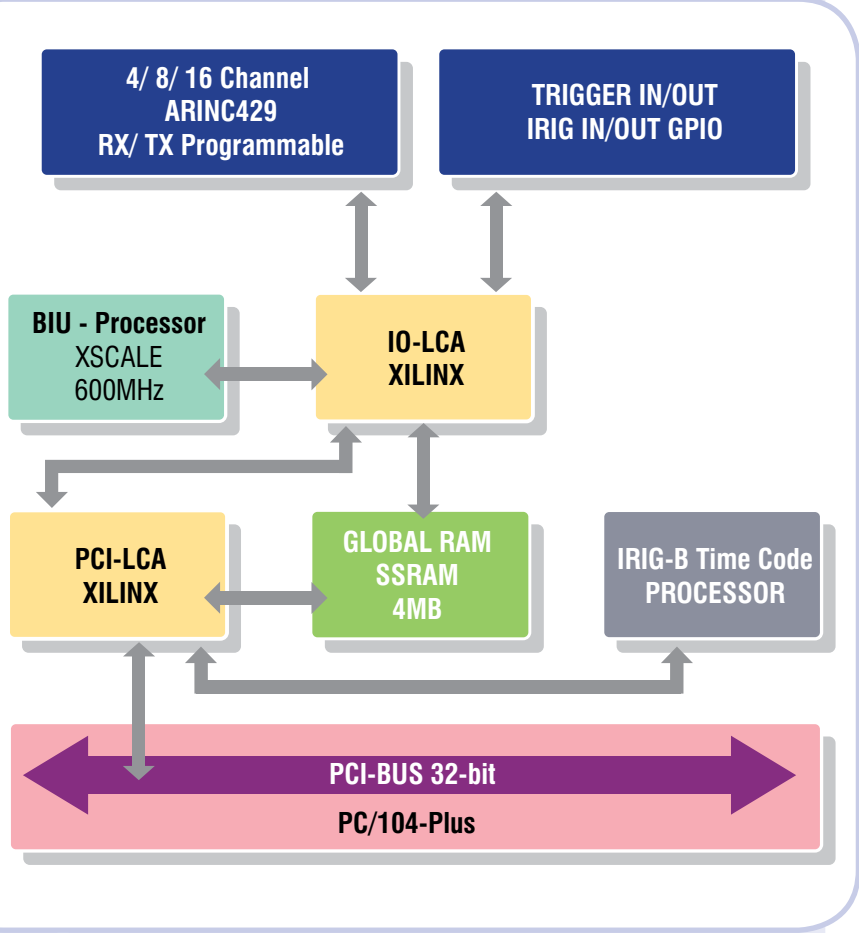 4/ 8/ 16 Channel
ARINC429
RX/ TX Programmable
TRIGGER IN/OUT
IRIG IN/OUT GPIO
BIU - Processor
XSCALE
600MHz
IO-LCA
XILINX
PCI-LCA
XILINX
GLOBAL RAM
SSRAM
4MB
IRIG-B Time Code
PROCESSOR
PCI-BUS 32-bit
PC/104-Plus